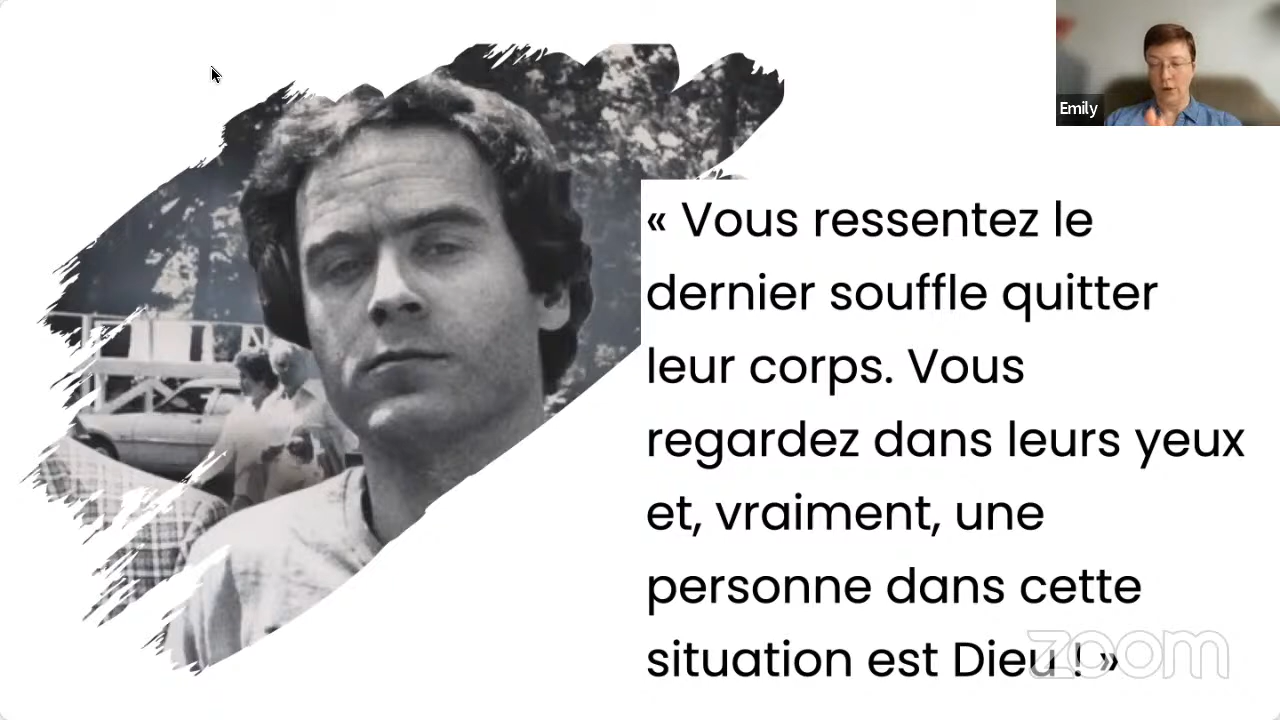 Emily
« Vous ressentez le
dernier souffle quitter
leur corps. Vous
regardez dans leurs yeux
et, vraiment, une
personne dans cette
situation est Dieu ! »
zoom